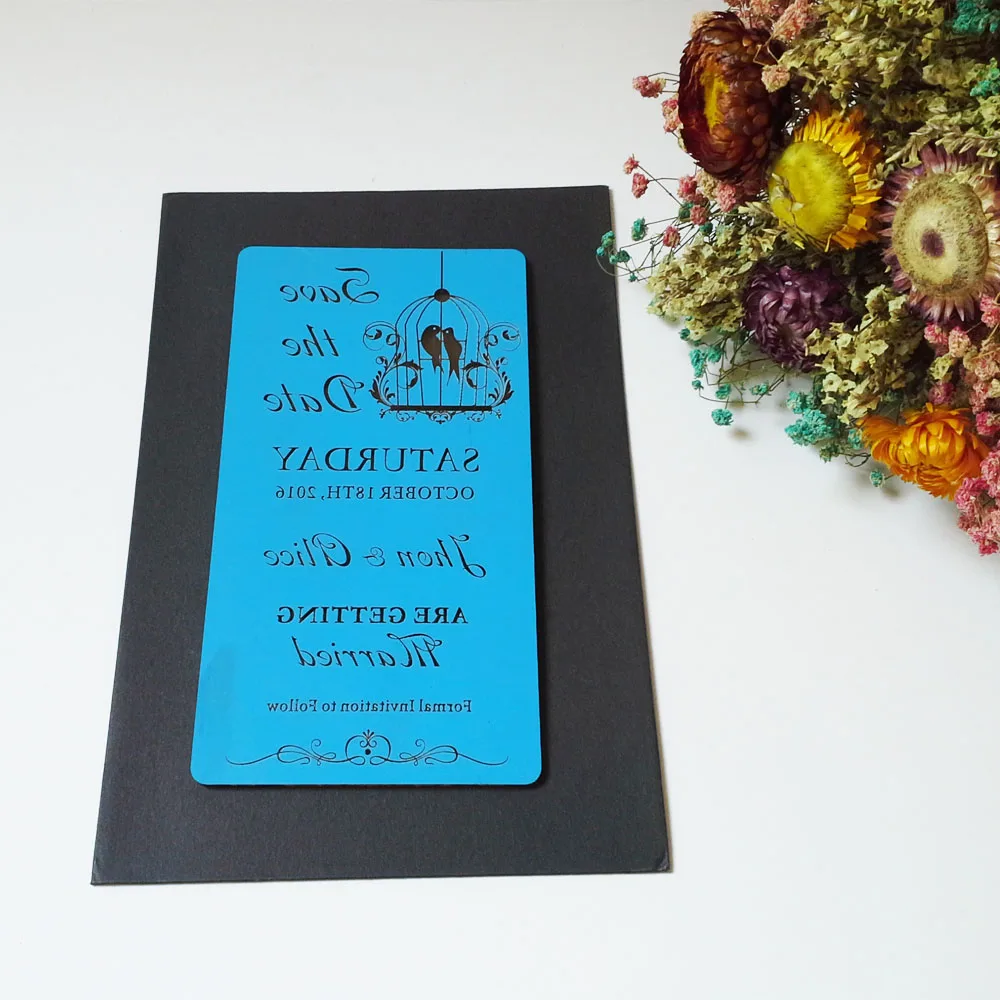 Save
the
Date
SATURDAY
OCTOBER 18TH, 2016
Jhon & Alice
ARE GETTING
Married
Formal Invitation to Follow